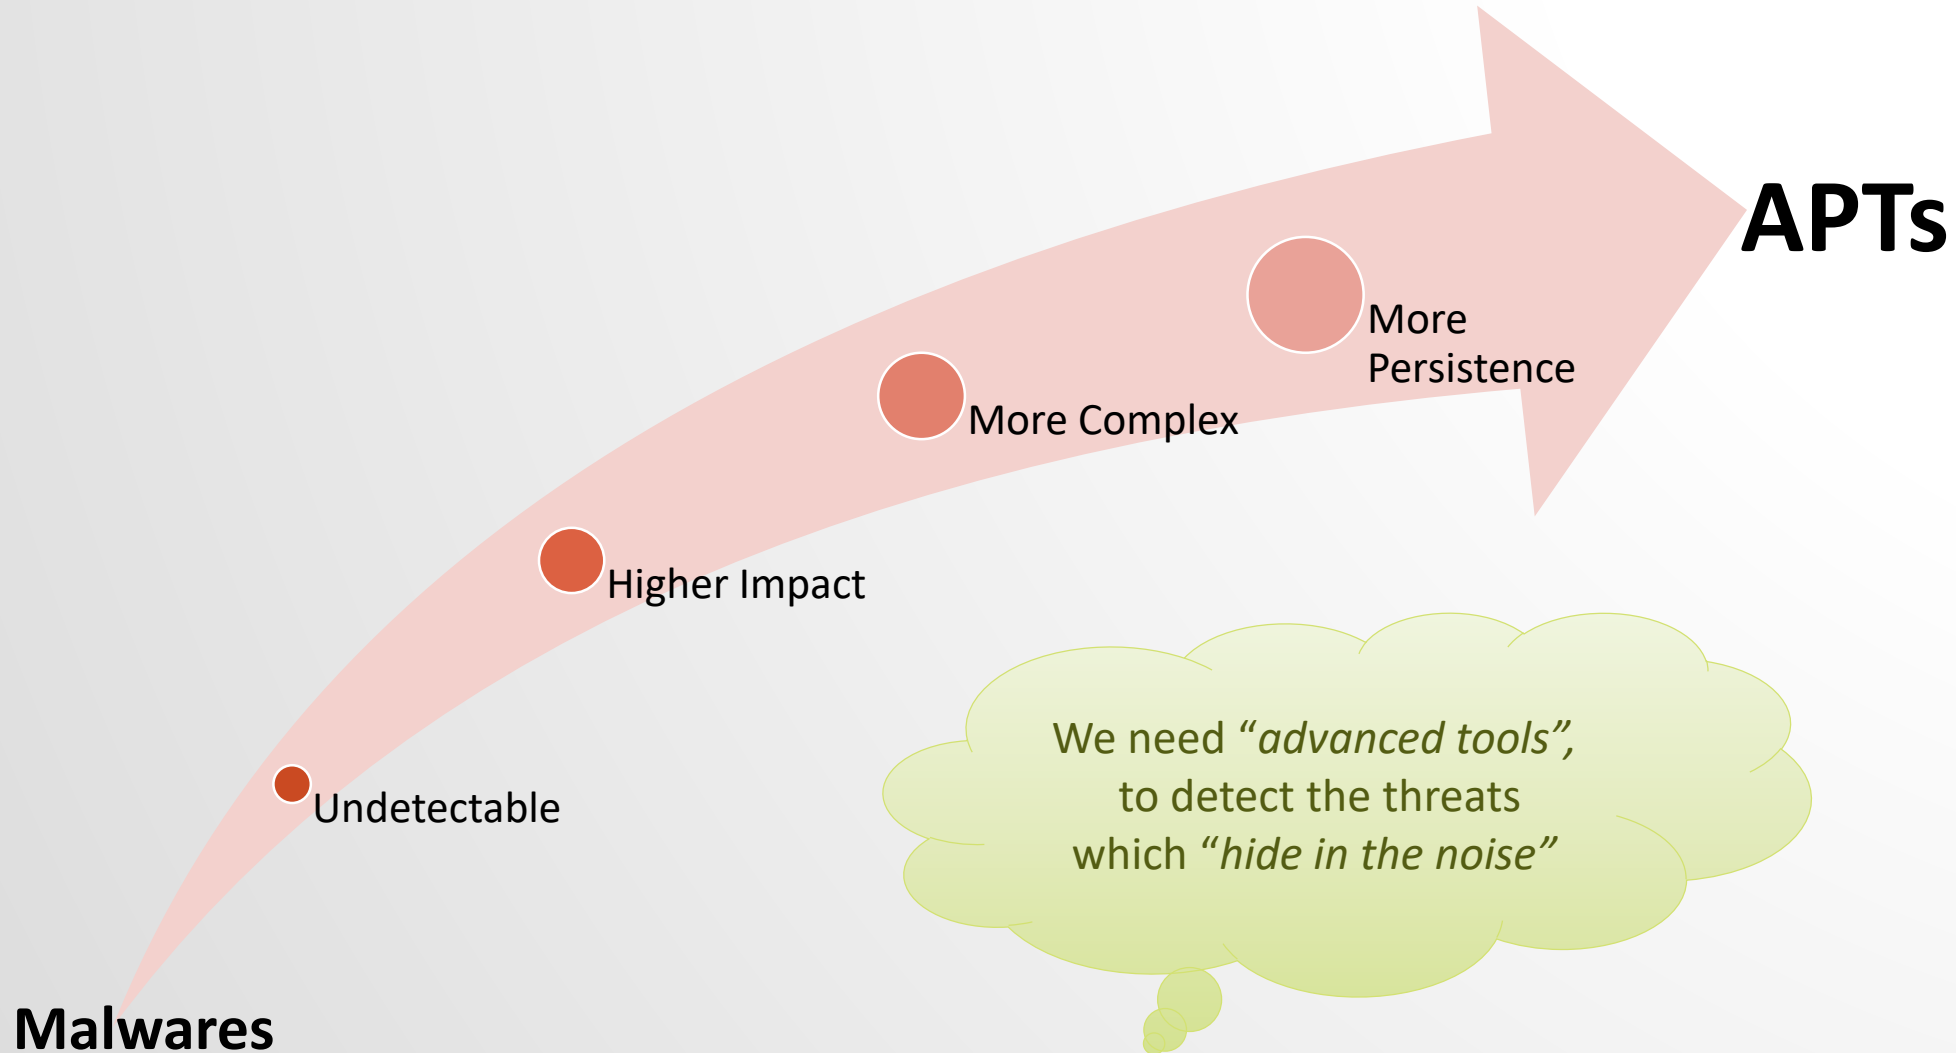 APTs
More
Persistence
More Complex
Higher Impact
Undetectable
We need “advanced tools”,
to detect the threats
which “hide in the noise”
Malwares